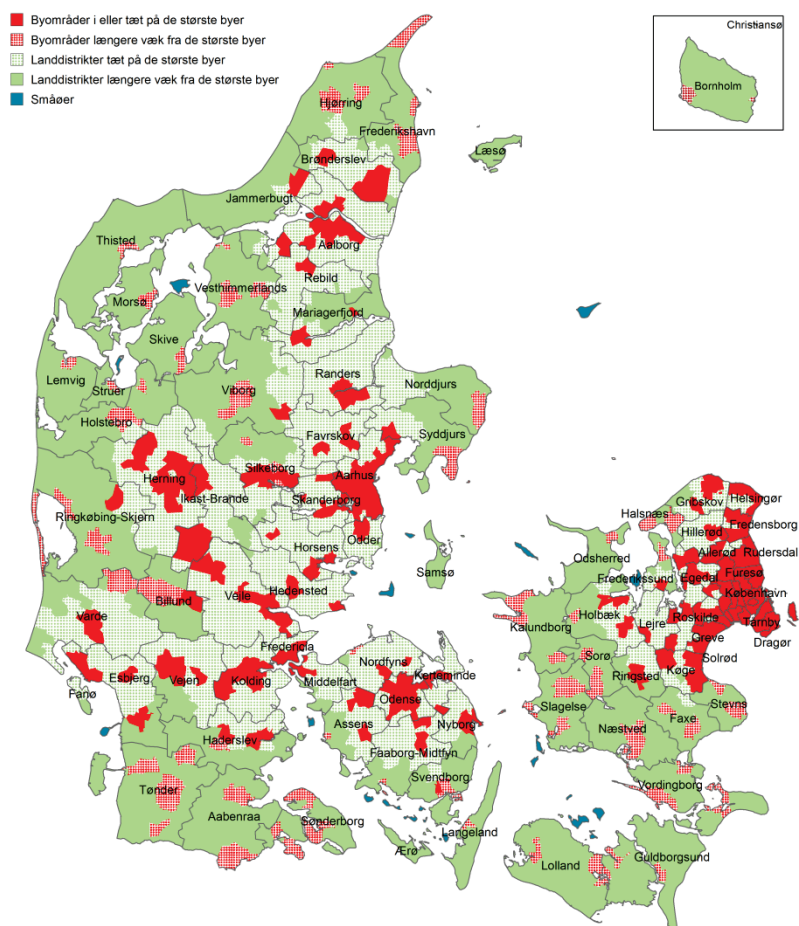 Byområder i eller tæt på de største byer
Byområder længere væk fra de største byer
Landdistrikter tæt på de største byer
Landdistrikter længere væk fra de største byer
Småøer
Christiansø
Bornholm
Hjørring
Frederikshavn
Læsø
Brønderslev
Jammerbugt
Thisted
Aalborg
Rebild
Vesthimmerlands
Morsø
Mariagerfjord
Skive
Lemvig
Struer
Randers
Norddjurs
Viborg
Holstebro
Favrskov
Syddjurs
Herning
Silkeborg
Aarhus
Ikast-Brande
Skanderborg
Ringkøbing-Skjern
Odder
Horsens
Samsø
Billund
Vejle
Hedensted
Varde
Fredericia
Esbjerg
Vejen
Kolding
Middelfart
Fanø
Nordfyns
Kerteminde
Odense
Assens
Nyborg
Haderslev
Faaborg-Midtfyn
Svendborg
Tønder
Aabenraa
Sønderborg
Langeland
Ærø
Gribskov
Helsingør
Halsnæs
Fredensborg
Hillerød
Odsherred
Allerød
Rudersdal
Frederikssund
Egedal
Furesø
København
Holbæk
Kalundborg
Lejre
Roskilde
Tårnby
Greve
Dragør
Sorø
Solrød
Ringsted
Køge
Slagelse
Stevns
Næstved
Faxe
Vordingborg
Lolland
Guldborgsund